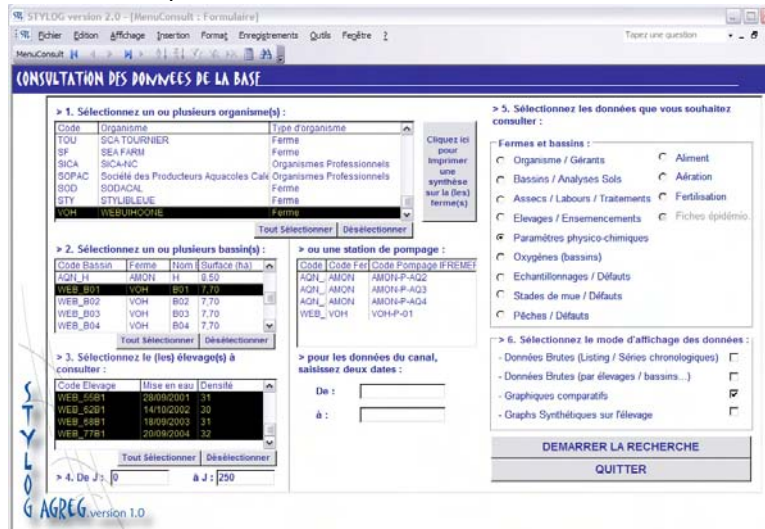 STYLOG version 2.0 - [MenuConsult : Formulaire]
Fichier Edition Affichage Insertion Format Enregistrements Outils Fenêtre ?
Tapez une question
MenuConsult
CONSULTATION DES DONNEES DE LA BASE
> 1. Sélectionnez un ou plusieurs organisme(s) :
Code Organisme Type d'organisme
TOU SCA TOURNIER Ferme
SF SEA FARM Ferme
SICA SICA-NC Organismes Professionnels
SOPAC Société des Producteurs Aquacoles Calé Organismes Professionnels
SOD SODACAL Ferme
STY STYLIBLEUE Ferme
VOH WEBUIHOONE Ferme
Tout Sélectionner Désélectionner
Cliquez ici
pour
Imprimer
une
synthèse
sur la (les)
ferme(s)
> 2. Sélectionnez un ou plusieurs bassin(s) :
Code Bassin Ferme Nom Surface (ha)
AQN_H AMON H 8,50
WEB_B01 VOH B01 7,70
WEB_B02 VOH B02 7,70
WEB_B03 VOH B03 7,70
WEB_B04 VOH B04 7,70
Tout Sélectionner Désélectionner
> ou une station de pompage :
Code Code Fer Code Pompage IFREMER
AQN_ AMON AMON-P-AQ2
AQN_ AMON AMON-P-AQ3
AQN_ AMON AMON-P-AQ4
WEB_ VOH VOH-P-01
> 3. Sélectionnez le (les) élevage(s) à
consulter :
Code Elevage Mise en eau Densité
WEB_55B1 28/09/2001 31
WEB_62B1 14/10/2002 30
WEB_68B1 18/09/2003 31
WEB_77B1 20/09/2004 32
Tout Sélectionner Désélectionner
> 4. De J : 0 à J : 250
> pour les données du canal,
saisissez deux dates :
De :
à :
> 5. Sélectionnez les données que vous souhaitez
consulter :
Fermes et bassins :
Organisme / Gérants
Bassins / Analyses Sols
Assecs / Labours / Traitements
Elevages / Ensemencements
Paramètres physico-chimiques
Oxygènes (bassins)
Echantillonnages / Défauts
Stades de mue / Défauts
Pêches / Défauts
Aliment
Aération
Fertilisation
Fiches épidémio.
> 6. Sélectionnez le mode d'affichage des données :
- Données Brutes (Listing / Séries chronologiques)
- Données Brutes (par élevages / bassins...)
- Graphiques comparatifs
- Graphs Synthétiques sur l'élevage
DEMARRER LA RECHERCHE
QUITTER
STYLOG
AGREG version 1.0